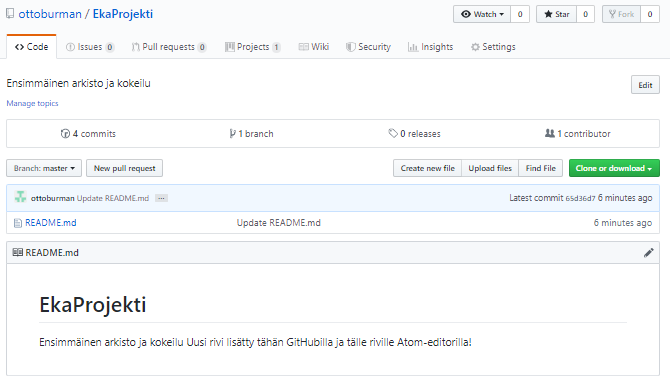 ottoburman / EkaProjekti Watch 0 Star 0 Fork 0
Code Issues 0 Pull requests 0 Projects 1 Wiki Security Insights Settings
Ensimmäinen arkisto ja kokeilu Edit
Manage topics
4 commits 1 branch 0 releases 1 contributor
Branch: master New pull request Create new file Upload files Find File Clone or download
ottoburman Update README.md ... Latest commit 65d36d7 6 minutes ago
README.md Update README.md 6 minutes ago
README.md
EkaProjekti
Ensimmäinen arkisto ja kokeilu Uusi rivi lisätty tähän GitHubilla ja tälle riville Atom-editorilla!